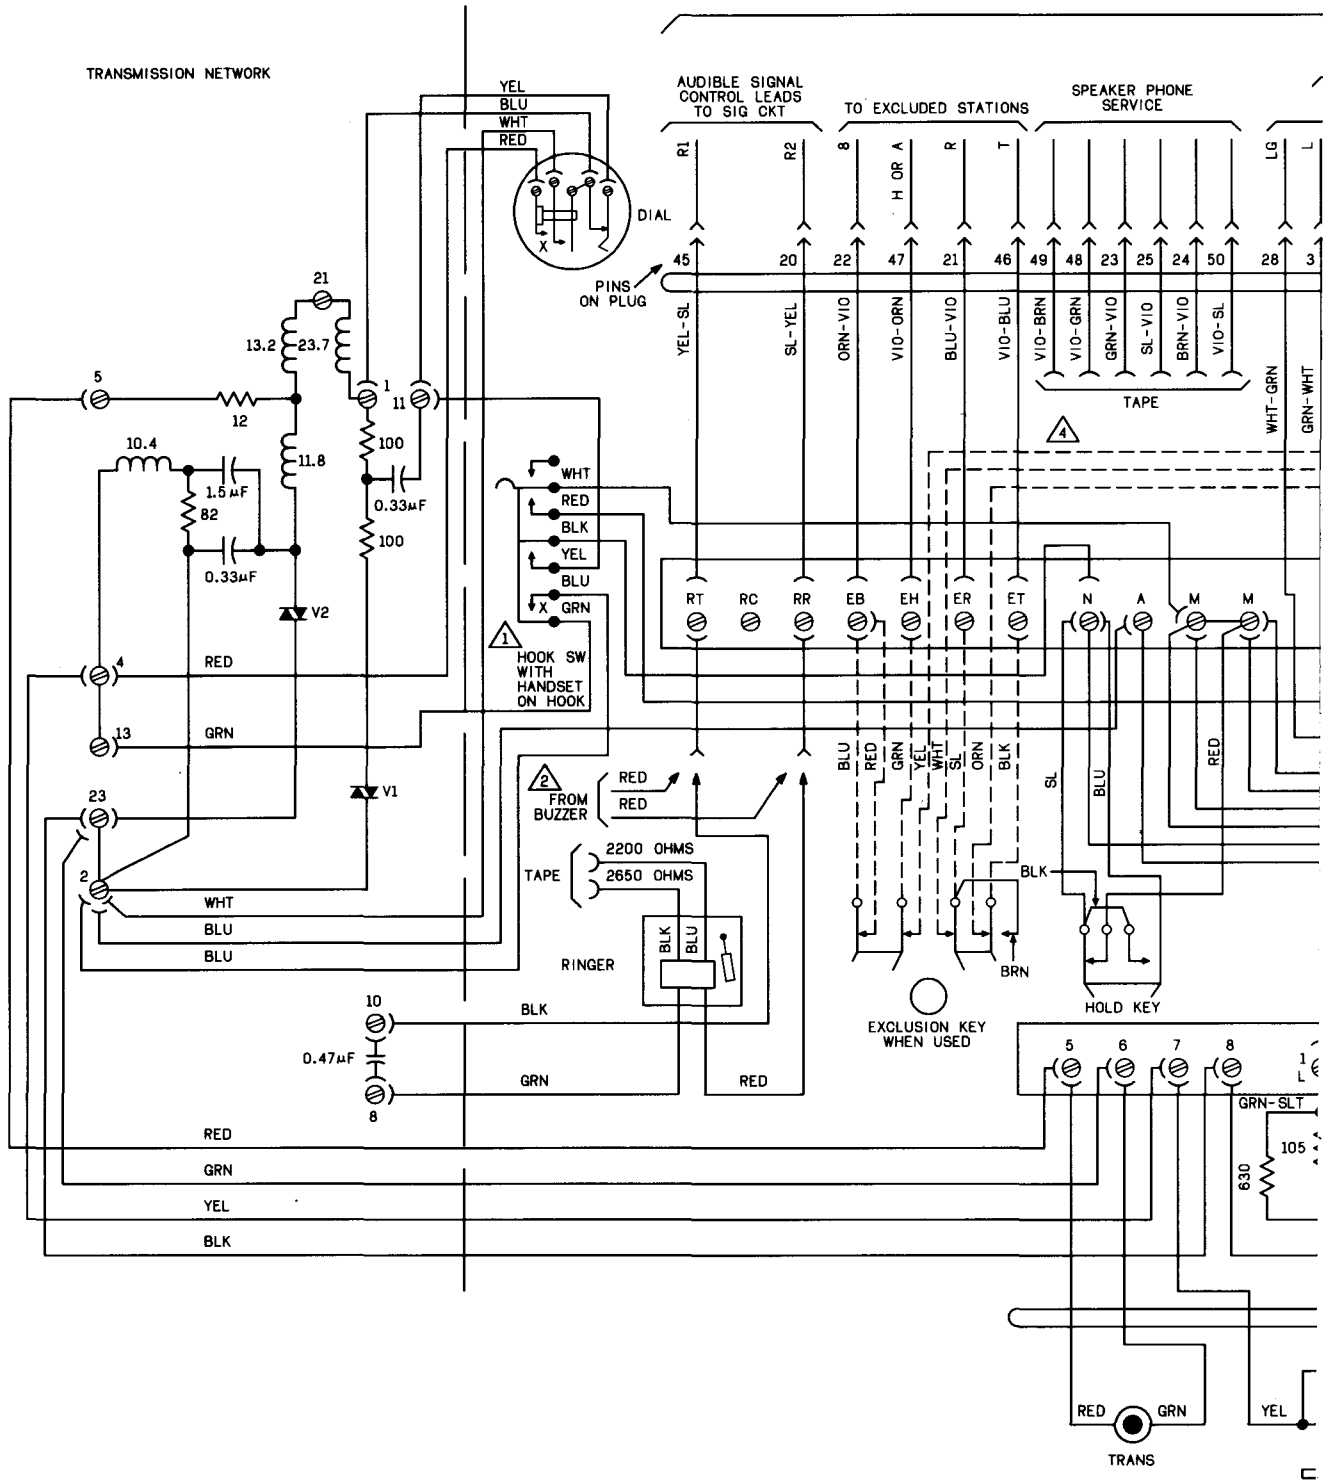 TRANSMISSION NETWORK
YEL
BLU
WHT
RED
DIAL
X
AUDIBLE SIGNAL
CONTROL LEADS
TO SIG CKT
TO EXCLUDED STATIONS
SPEAKER PHONE
SERVICE
R1
R2
8
H OR A
R
T
LG
L
45
20
22
47
21
46
49
48
23
25
24
50
28
3
PINS
ON PLUG
YEL-SL
SL-YEL
ORN-VIO
VIO-ORN
BLU-VIO
VIO-BLU
VIO-BRN
VIO-GRN
GRN-VIO
SL-VIO
BRN-VIO
VIO-SL
WHT-GRN
GRN-WHT
TAPE
4
21
13.2
23.7
5
12
1
11
10.4
11.8
100
1.5µF
82
0.33µF
0.33µF
100
V2
WHT
RED
BLK
YEL
BLU
X
GRN
1
HOOK SW
WITH
HANDSET
ON HOOK
RT
RC
RR
EB
EH
ER
ET
N
A
M
M
4
RED
13
GRN
V1
23
2
WHT
BLU
BLU
2
FROM
BUZZER
RED
RED
BLU
RED
GRN
YEL
WHT
SL
ORN
BLK
SL
BLU
RED
TAPE
2200 OHMS
2650 OHMS
BLK
BLU
RINGER
BLK
BRN
HOLD KEY
EXCLUSION KEY
WHEN USED
10
BLK
0.47µF
8
GRN
RED
5
6
7
8
1
L
GRN-SLT
630
105
RED
GRN
YEL
BLK
RED
GRN
YEL
TRANS